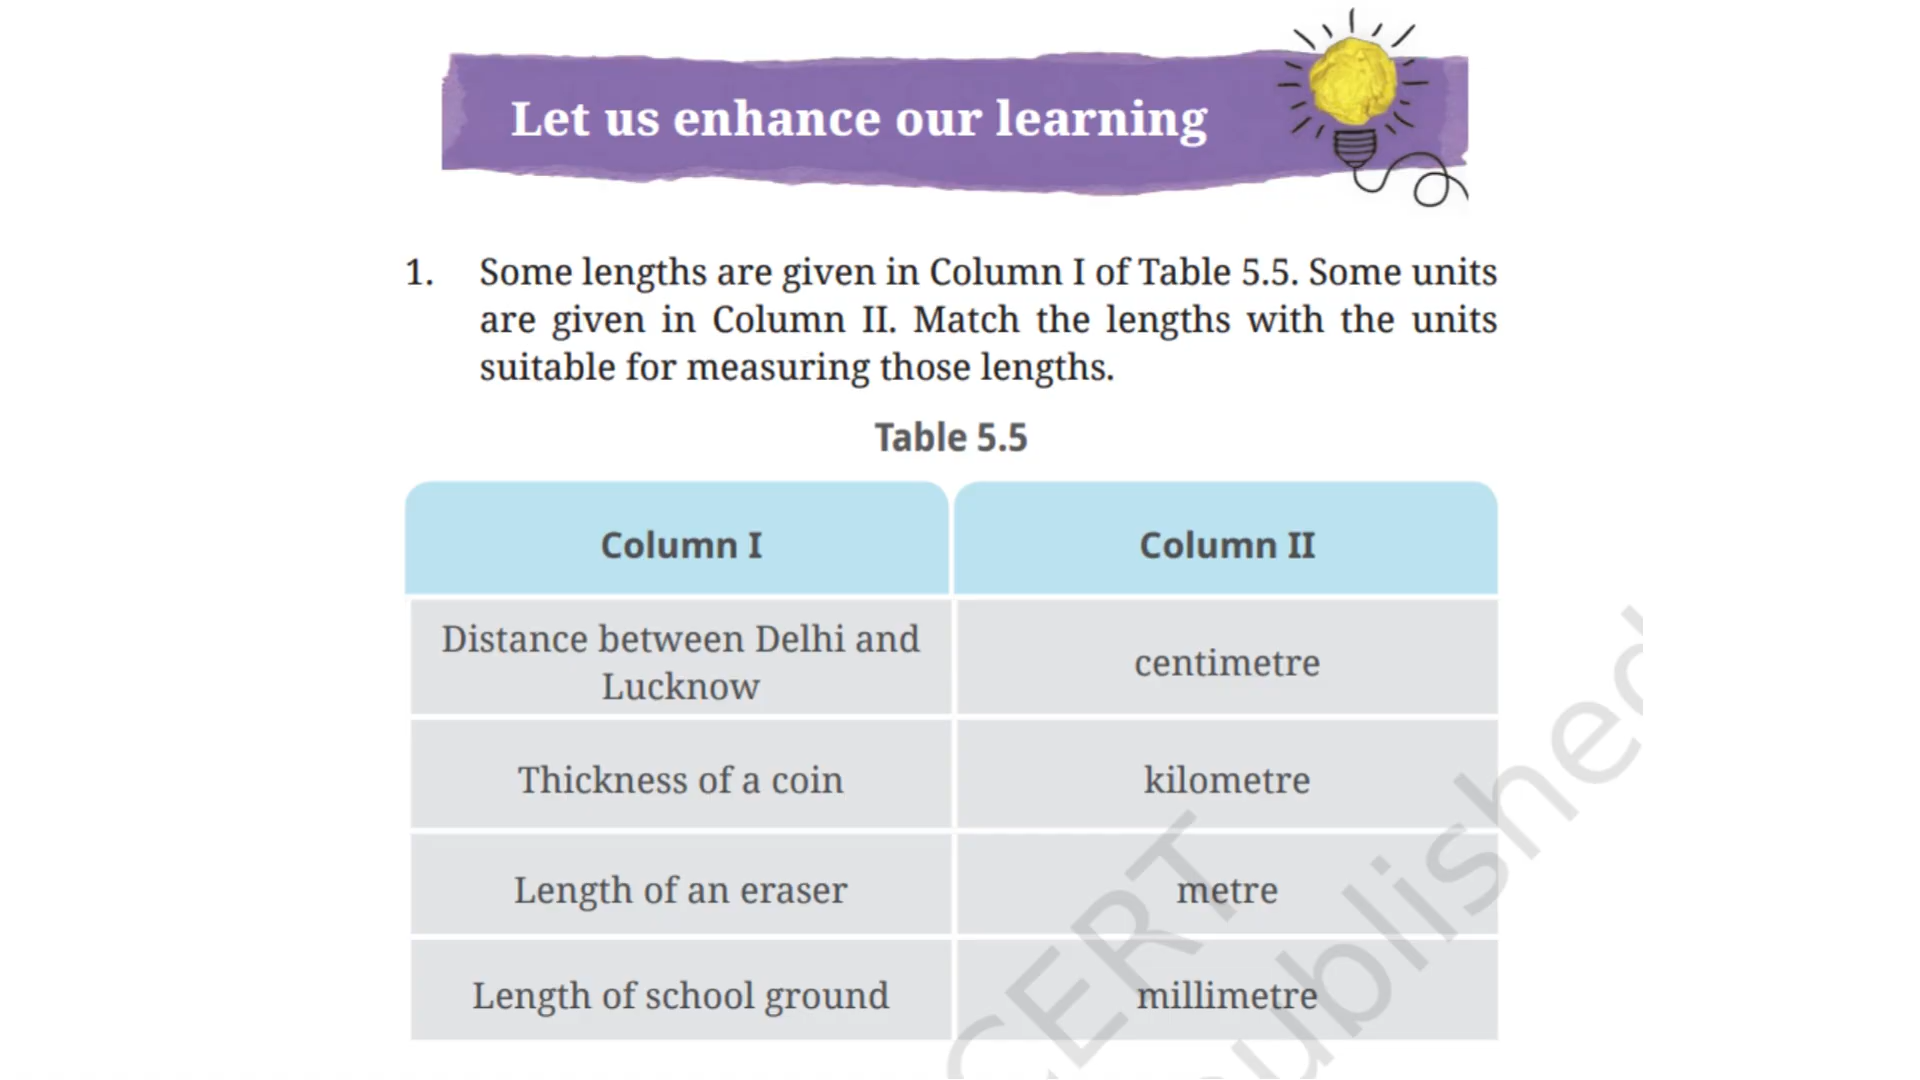 Let us enhance our learning
1. Some lengths are given in Column I of Table 5.5. Some units
are given in Column II. Match the lengths with the units
suitable for measuring those lengths.
Table 5.5
Column I Column II
Distance between Delhi and
Lucknow
centimetre
Thickness of a coin kilometre
Length of an eraser metre
Length of school ground millimetre